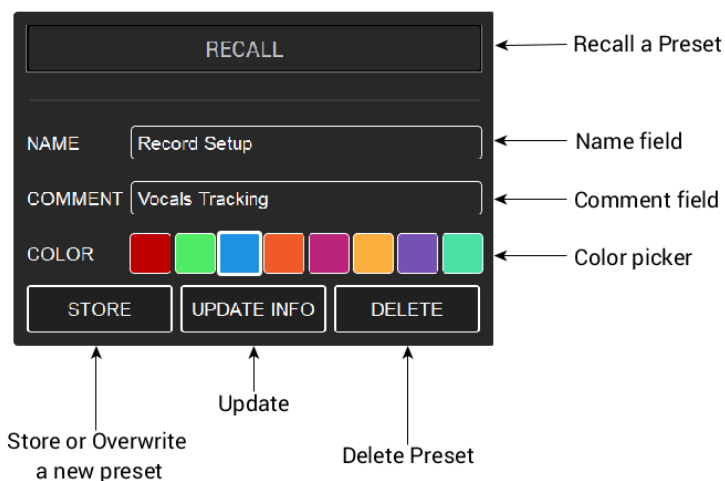 RECALL
Recall a Preset
NAME
Record Setup
Name field
COMMENT
Vocals Tracking
Comment field
COLOR
Color picker
STORE
UPDATE INFO
DELETE
Update
Store or Overwrite
a new preset
Delete Preset